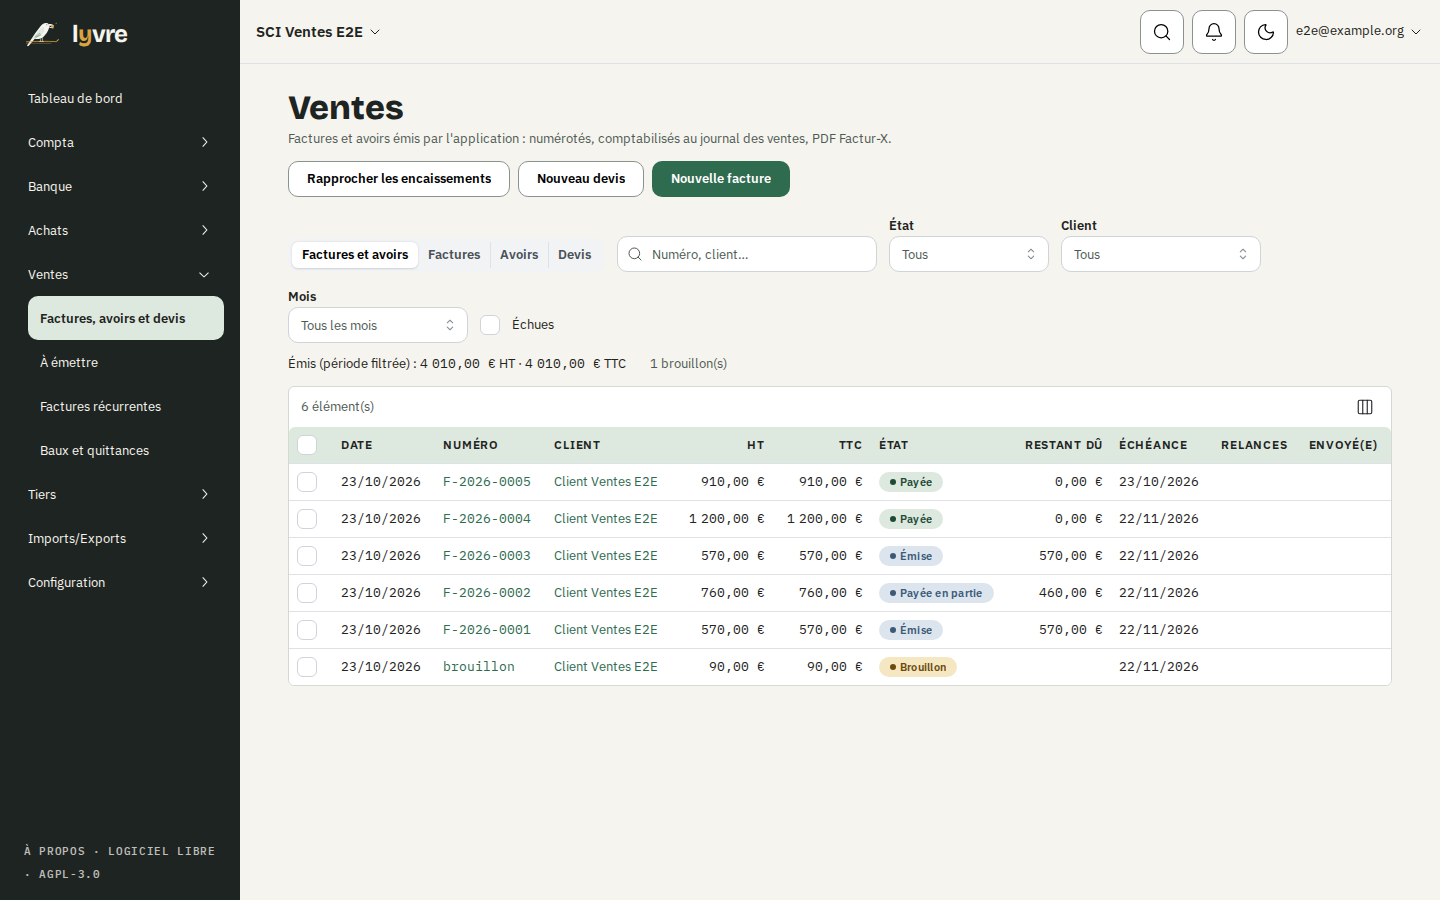 lyvre
SCI Ventes E2E
e2e@example.org
Tableau de bord
Compta
Banque
Achats
Ventes
Factures, avoirs et devis
À émettre
Factures récurrentes
Baux et quittances
Tiers
Imports/Exports
Configuration
À PROPOS · LOGICIEL LIBRE
· AGPL-3.0
Ventes
Factures et avoirs émis par l'application : numérotés, comptabilisés au journal des ventes, PDF Factur-X.
Rapprocher les encaissements
Nouveau devis
Nouvelle facture
Factures et avoirs
Factures
Avoirs
Devis
Numéro, client...
État
Tous
Client
Tous
Mois
Tous les mois
Échues
Émis (période filtrée) : 4 010,00 € HT · 4 010,00 € TTC 1 brouillon(s)
6 élément(s)
DATE NUMÉRO CLIENT HT TTC ÉTAT RESTANT DÛ ÉCHÉANCE RELANCES ENVOYÉ(E)
23/10/2026 F-2026-0005 Client Ventes E2E 910,00 € 910,00 € Payée 0,00 € 23/10/2026
23/10/2026 F-2026-0004 Client Ventes E2E 1 200,00 € 1 200,00 € Payée 0,00 € 22/11/2026
23/10/2026 F-2026-0003 Client Ventes E2E 570,00 € 570,00 € Émise 570,00 € 22/11/2026
23/10/2026 F-2026-0002 Client Ventes E2E 760,00 € 760,00 € Payée en partie 460,00 € 22/11/2026
23/10/2026 F-2026-0001 Client Ventes E2E 570,00 € 570,00 € Émise 570,00 € 22/11/2026
23/10/2026 brouillon Client Ventes E2E 90,00 € 90,00 € Brouillon 22/11/2026